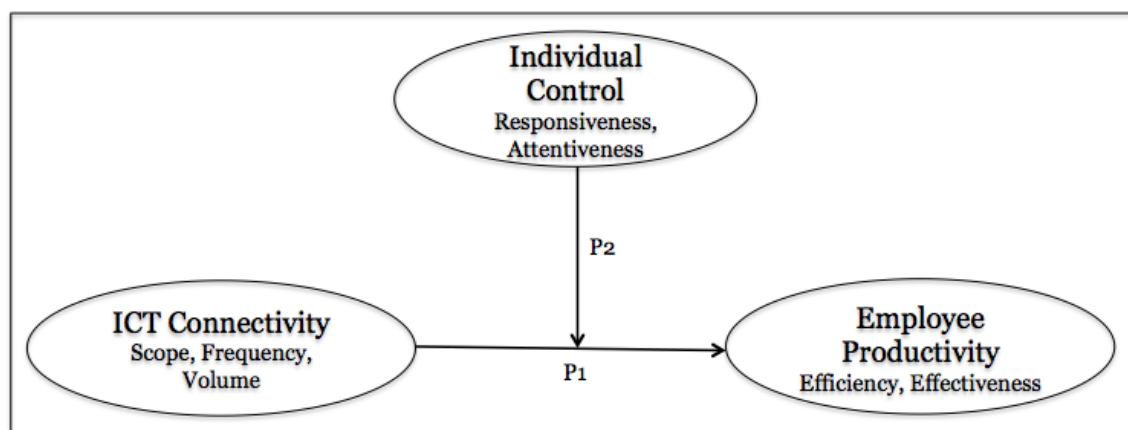 Individual
Control
Responsiveness,
Attentiveness
P2
ICT Connectivity
Scope, Frequency,
Volume
P1
Employee
Productivity
Efficiency, Effectiveness